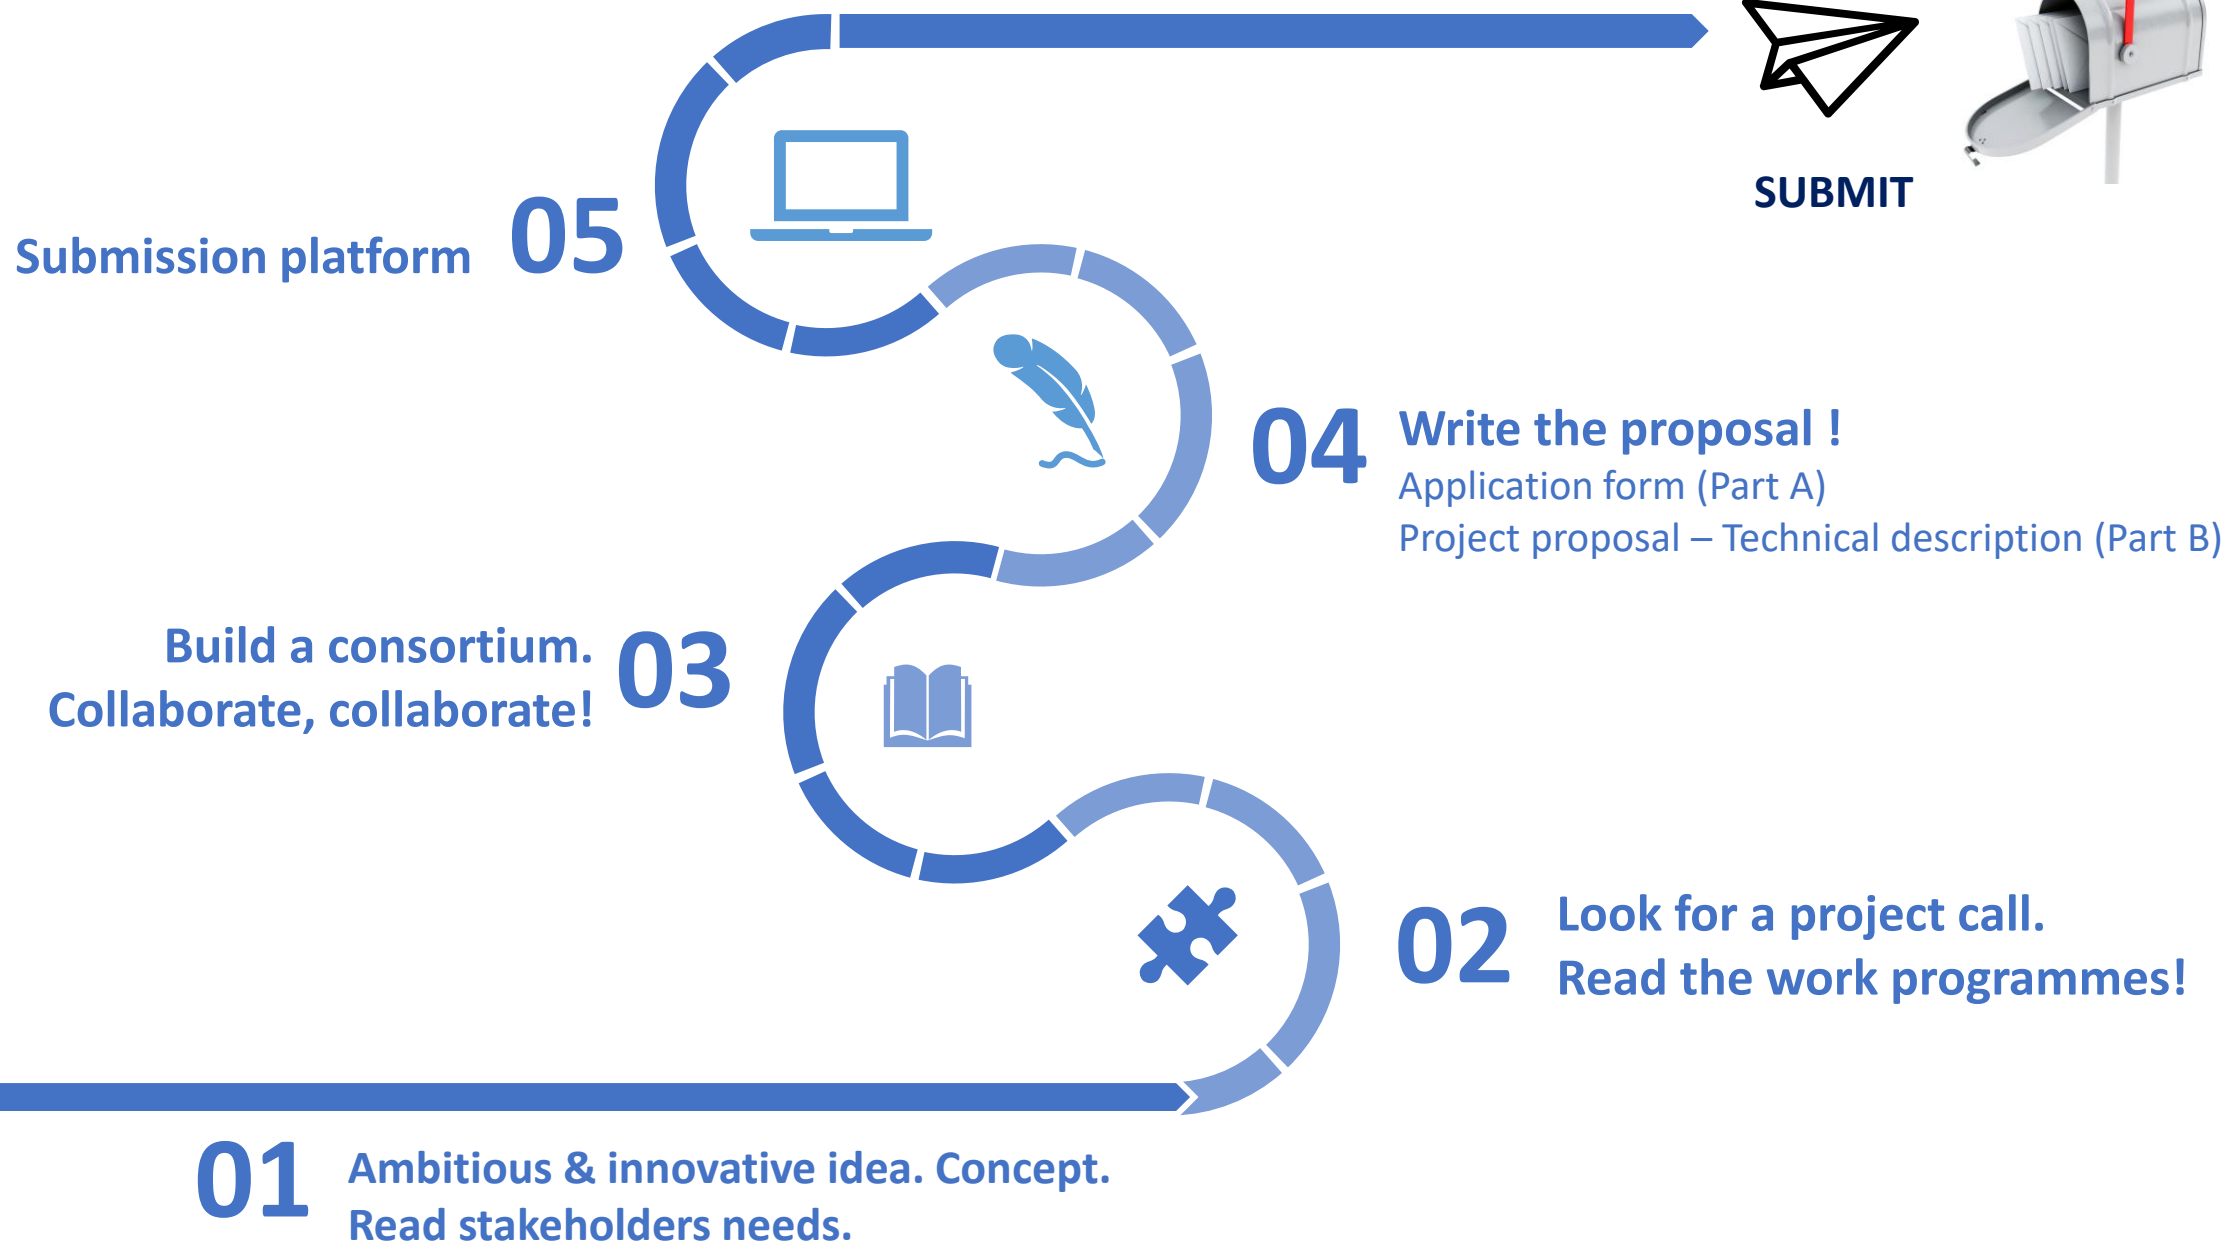 SUBMIT
05
Submission platform
04
Write the proposal !
Application form (Part A)
Project proposal – Technical description (Part B)
03
Build a consortium.
Collaborate, collaborate!
02
Look for a project call.
Read the work programmes!
01
Ambitious & innovative idea. Concept.
Read stakeholders needs.